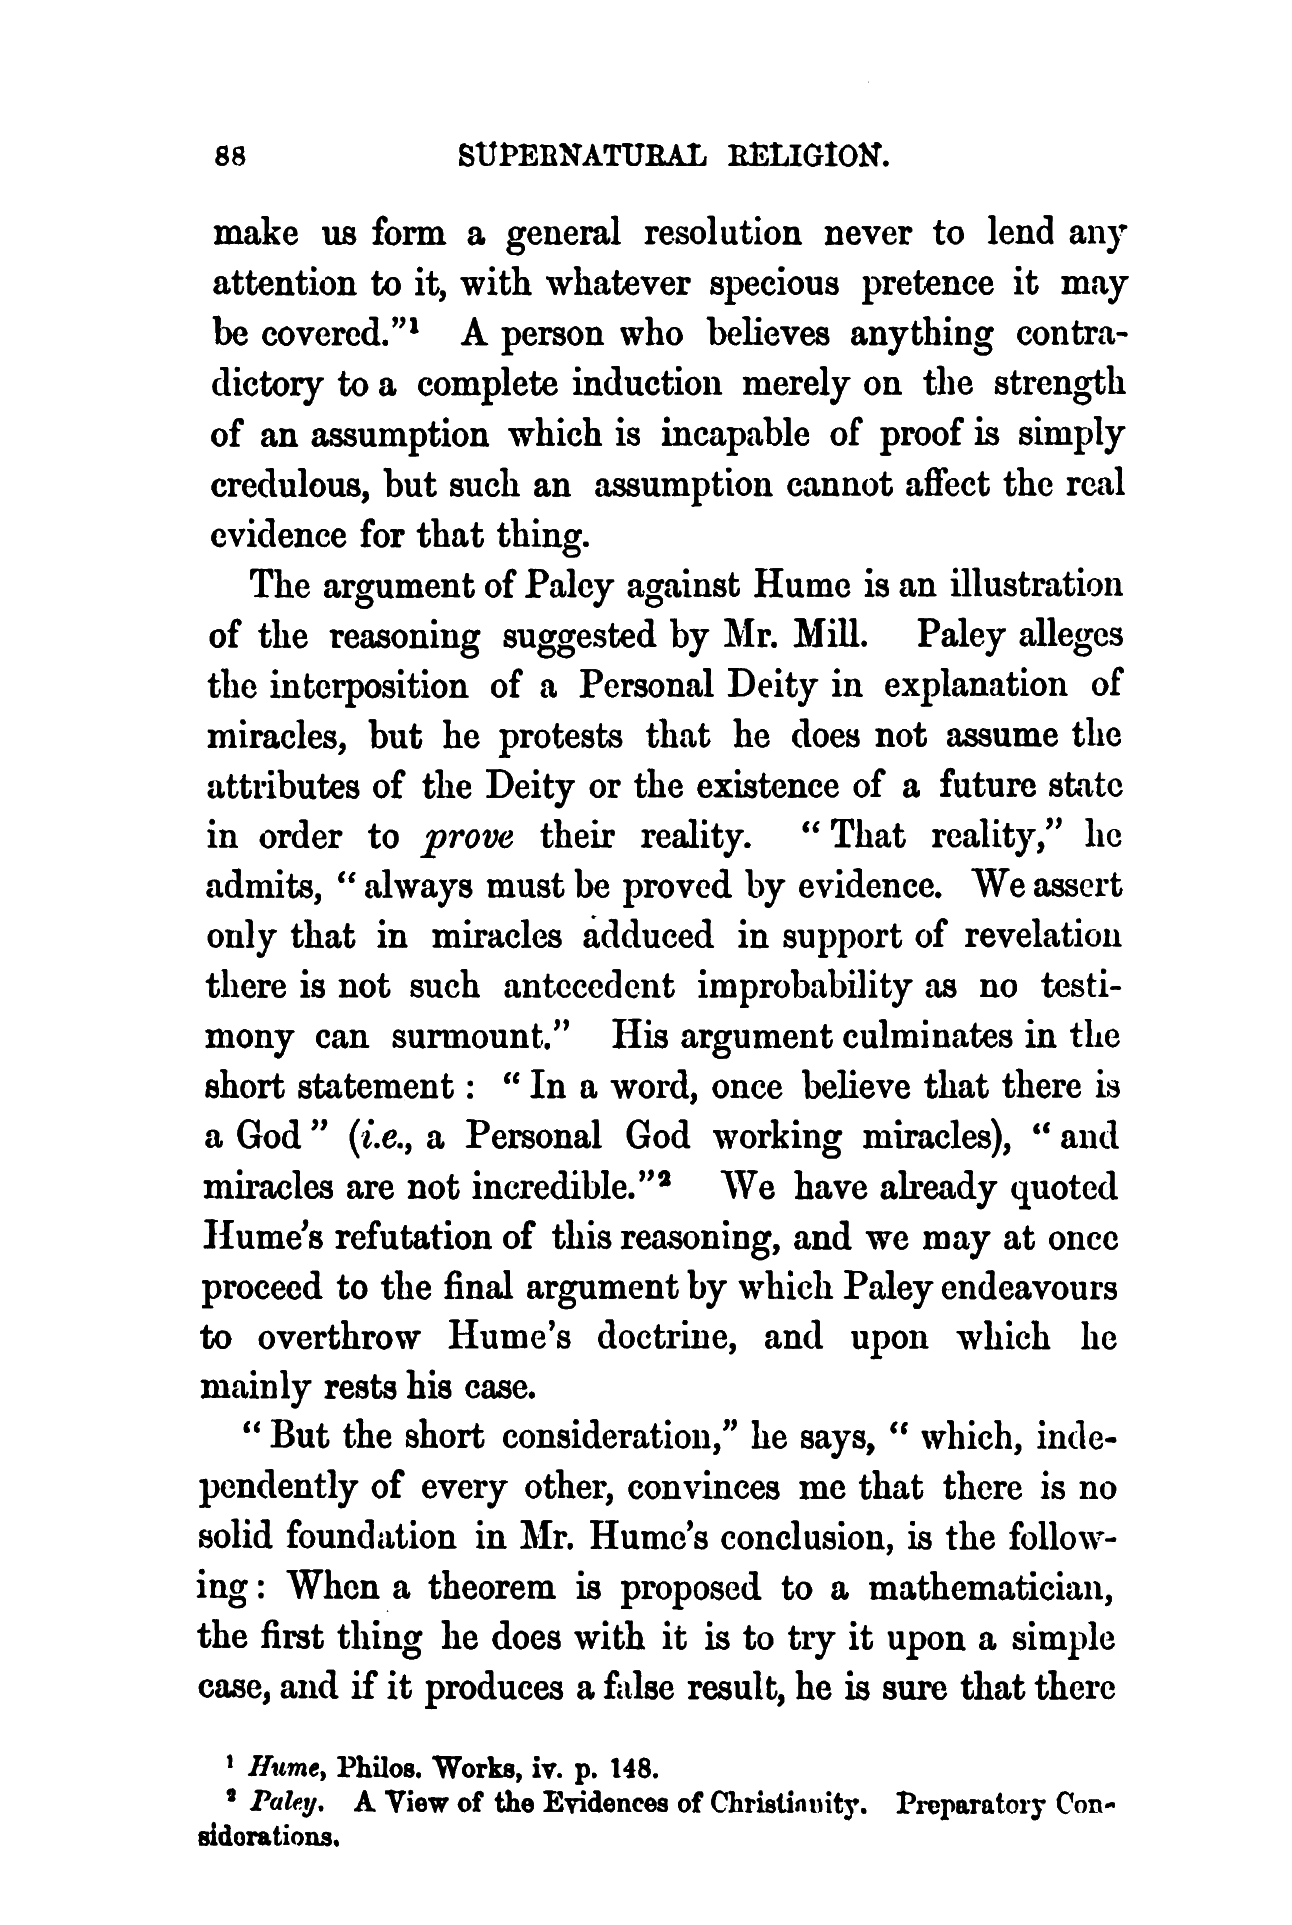 88 SUPERNATURAL RELIGION.
make us form a general resolution never to lend any
attention to it, with whatever specious pretence it may
be covered."¹ A person who believes anything contra-
dictory to a complete induction merely on the strength
of an assumption which is incapable of proof is simply
credulous, but such an assumption cannot affect the real
evidence for that thing.
The argument of Paley against Hume is an illustration
of the reasoning suggested by Mr. Mill. Paley alleges
the interposition of a Personal Deity in explanation of
miracles, but he protests that he does not assume the
attributes of the Deity or the existence of a future state
in order to prove their reality. "That reality," he
admits, "always must be proved by evidence. We assert
only that in miracles adduced in support of revelation
there is not such antecedent improbability as no testi-
mony can surmount." His argument culminates in the
short statement: "In a word, once believe that there is
a God" (i.e., a Personal God working miracles), "and
miracles are not incredible."² We have already quoted
Hume's refutation of this reasoning, and we may at once
proceed to the final argument by which Paley endeavours
to overthrow Hume's doctrine, and upon which he
mainly rests his case.
"But the short consideration," he says, "which, inde-
pendently of every other, convinces me that there is no
solid foundation in Mr. Hume's conclusion, is the follow-
ing: When a theorem is proposed to a mathematician,
the first thing he does with it is to try it upon a simple
case, and if it produces a false result, he is sure that there
¹ Hume, Philos. Works, iv. p. 148.
² Paley. A View of the Evidences of Christianity. Preparatory Con-
siderations.